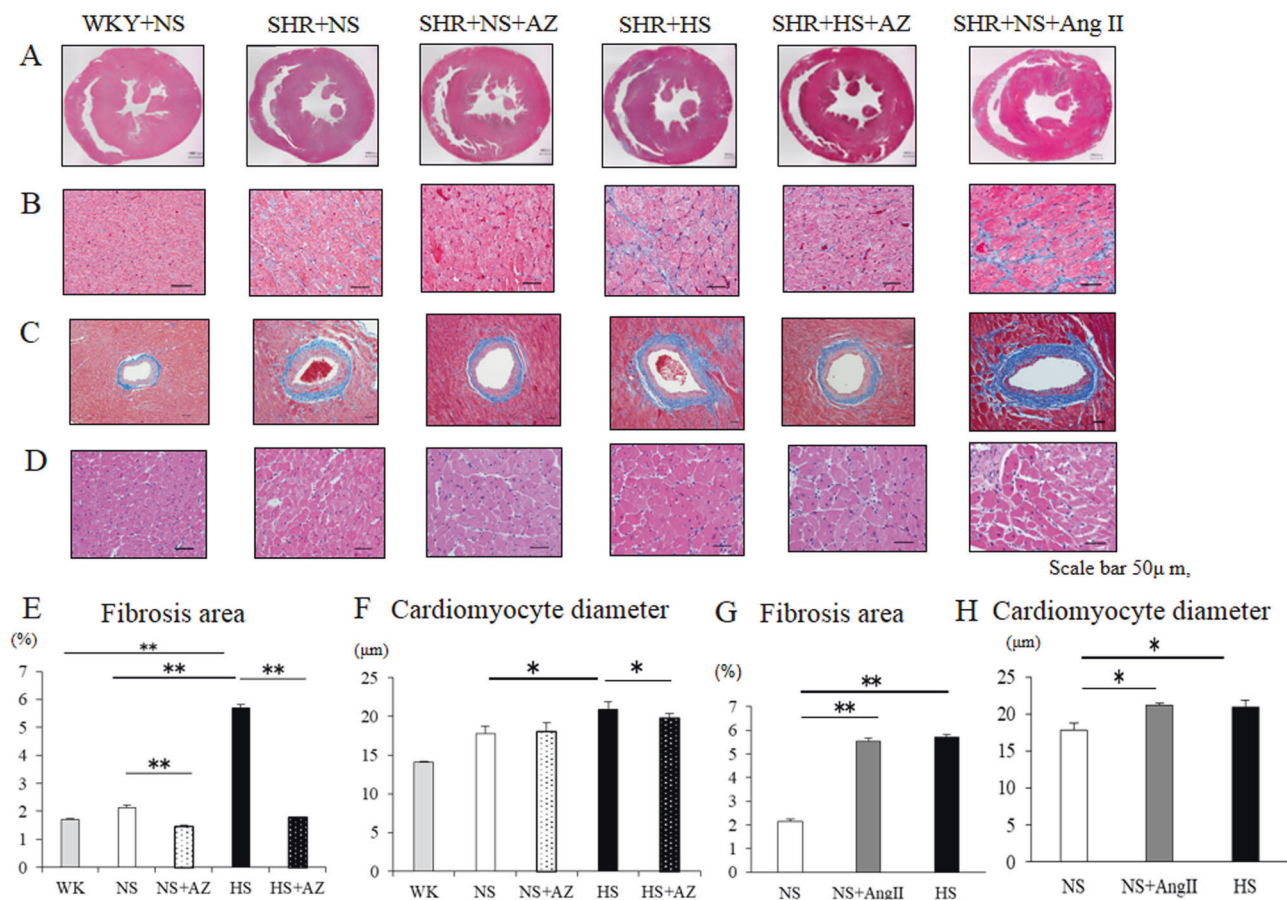 WKY+NS SHR+NS SHR+NS+AZ SHR+HS SHR+HS+AZ SHR+NS+Ang II
A
B
C
D
Scale bar 50μ m,
E Fibrosis area
(%)
** 
** **
**
7
6
5
4
3
2
1
0
WK NS NS+AZ HS HS+AZ
F Cardiomyocyte diameter
(μm)
* *
25
20
15
10
5
0
WK NS NS+AZ HS HS+AZ
G Fibrosis area
(%)
**
**
7
6
5
4
3
2
1
0
NS NS+AngII HS
H Cardiomyocyte diameter
(μm)
*
*
25
20
15
10
5
0
NS NS+AngII HS